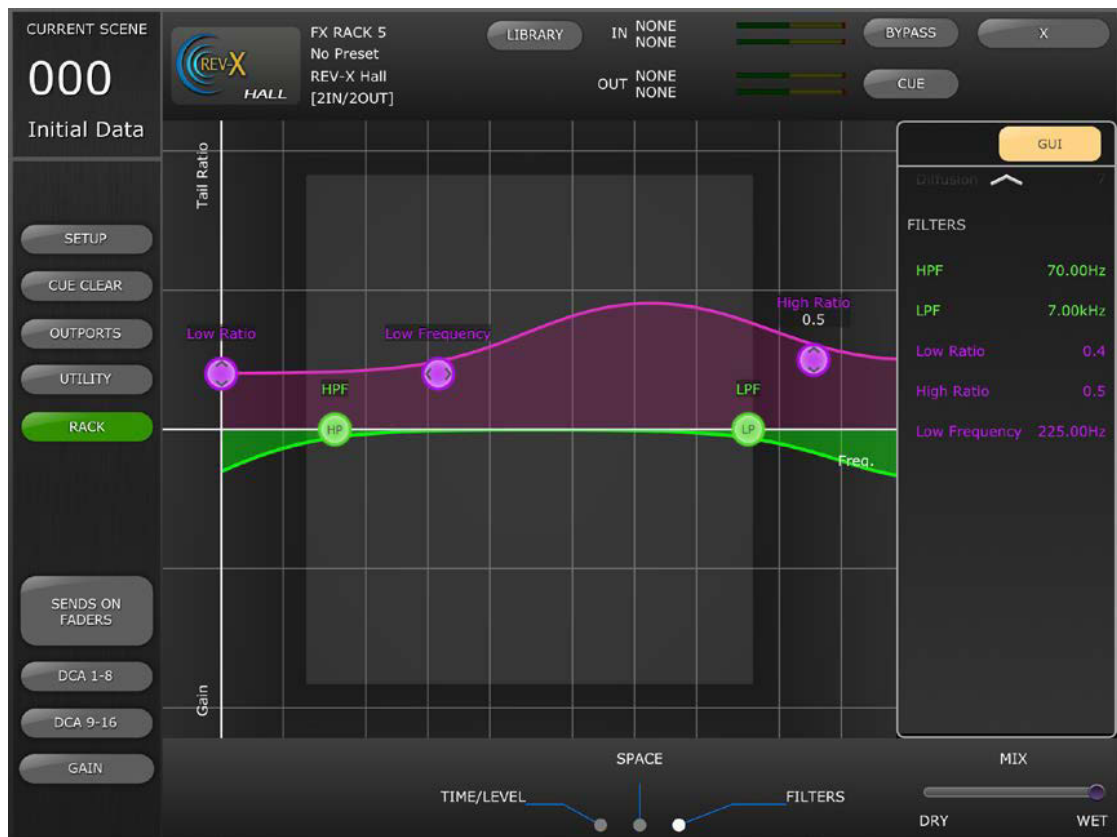 CURRENT SCENE
000
Initial Data
REV-X
HALL
FX RACK 5
No Preset
REV-X Hall
[2IN/2OUT]
LIBRARY
IN NONE
NONE
OUT NONE
NONE
BYPASS
X
CUE
SETUP
CUE CLEAR
OUTPORTS
UTILITY
RACK
SENDS ON
FADERS
DCA 1-8
DCA 9-16
GAIN
Tail Ratio
Low Ratio
Low Frequency
High Ratio
0.5
HPF
HP
LPF
LP
Freq.
Gain
GUI
Diffusion 7
FILTERS
HPF 70.00Hz
LPF 7.00kHz
Low Ratio 0.4
High Ratio 0.5
Low Frequency 225.00Hz
SPACE
TIME/LEVEL
FILTERS
MIX
DRY WET